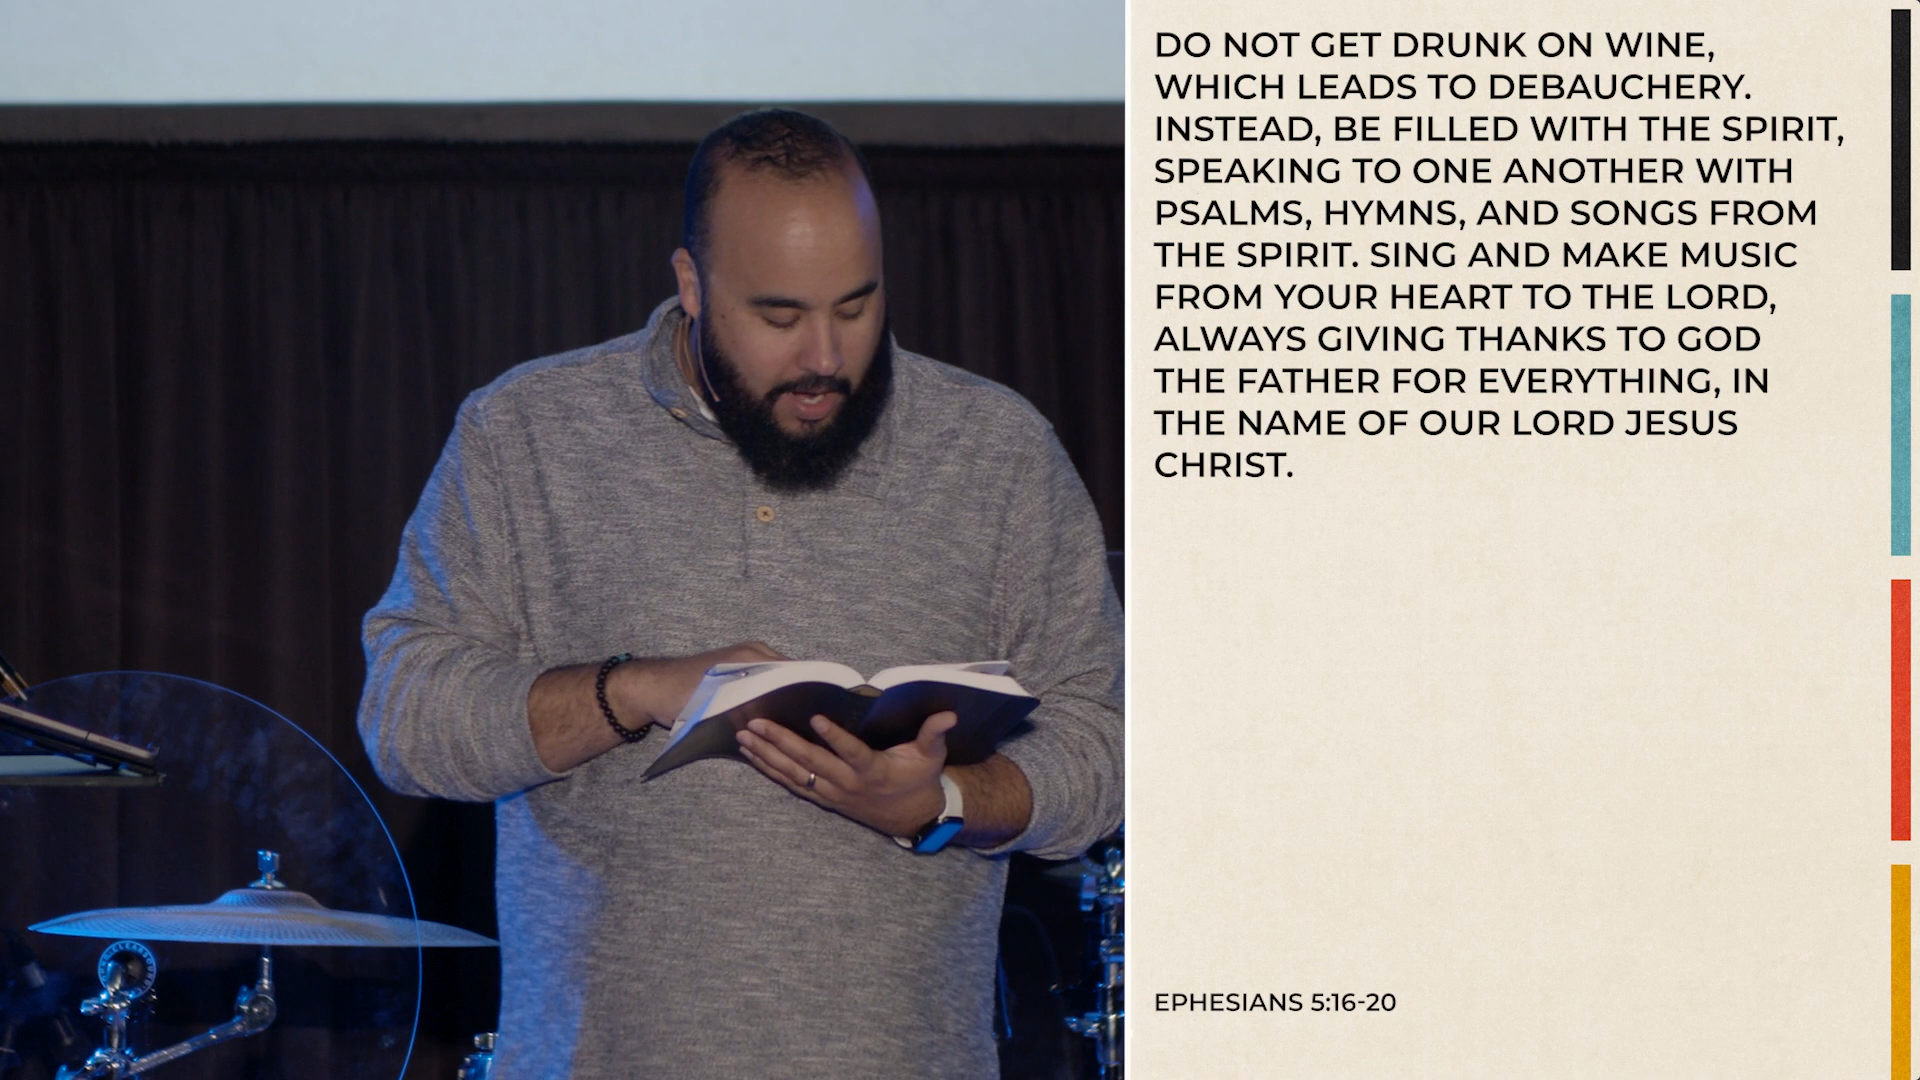 DO NOT GET DRUNK ON WINE,
WHICH LEADS TO DEBAUCHERY.
INSTEAD, BE FILLED WITH THE SPIRIT,
SPEAKING TO ONE ANOTHER WITH
PSALMS, HYMNS, AND SONGS FROM
THE SPIRIT. SING AND MAKE MUSIC
FROM YOUR HEART TO THE LORD,
ALWAYS GIVING THANKS TO GOD
THE FATHER FOR EVERYTHING, IN
THE NAME OF OUR LORD JESUS
CHRIST.
EPHESIANS 5:16-20